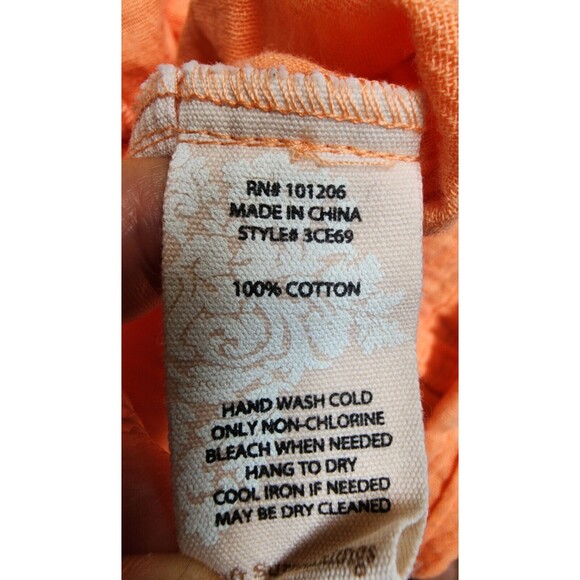 RN# 101206
MADE IN CHINA
STYLE# 3CE69
100% COTTON
HAND WASH COLD
ONLY NON-CHLORINE
BLEACH WHEN NEEDED
HANG TO DRY
COOL IRON IF NEEDED
MAY BE DRY CLEANED